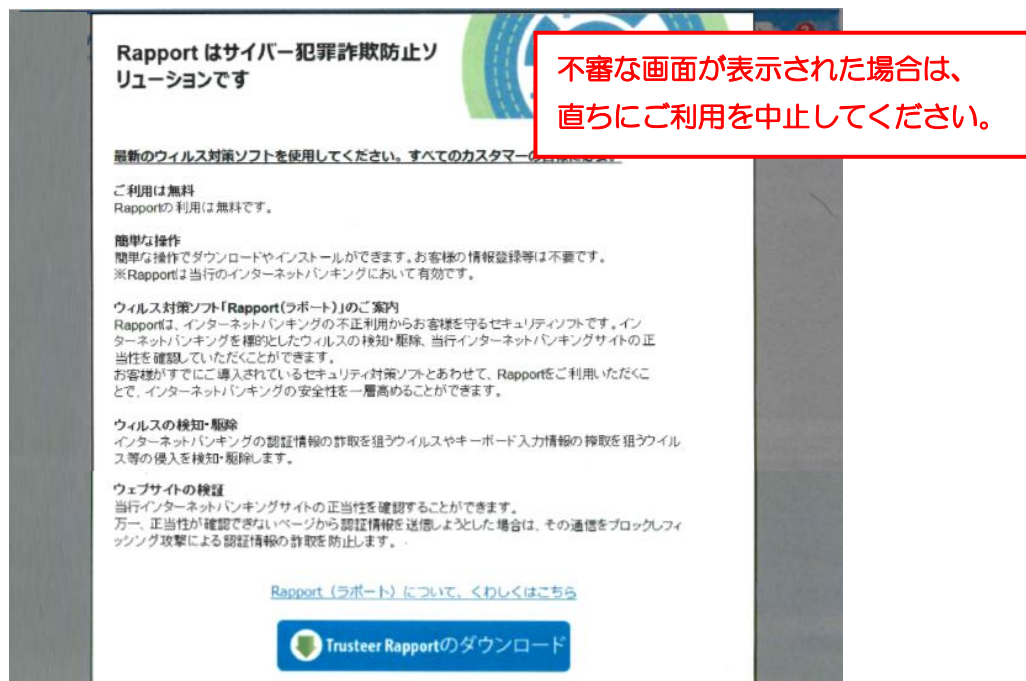 Rapport はサイバー犯罪詐欺防止ソ
リューションです
不審な画面が表示された場合は、
直ちにご利用を中止してください。
最新のウィルス対策ソフトを使用してください。すべてのカスタマーの
ご利用は無料
Rapportの利用は無料です。
簡単な操作
簡単な操作でダウンロードやインストールができます。お客様の情報登録等は不要です。
※Rapportは当行のインターネットバンキングにおいて有効です。
ウィルス対策ソフト「Rapport(ラポート)」のご案内
Rapportは、インターネットバンキングの不正利用からお客様を守るセキュリティソフトです。イン
ターネットバンキングを標的としたウィルスの検知・駆除、当行インターネットバンキングサイトの正
当性を確認していただくことができます。
お客様がすでにご導入されているセキュリティ対策ソフトとあわせて、Rapportをご利用いただくこ
とで、インターネットバンキングの安全性を一層高めることができます。
ウィルスの検知・駆除
インターネットバンキングの認証情報の詐取を狙うウイルスやキーボード入力情報の搾取を狙うウイル
ス等の侵入を検知・駆除します。
ウェブサイトの検証
当行インターネットバンキングサイトの正当性を確認することができます。
万一、正当性が確認できないページから認証情報を送信しようとした場合は、その通信をブロックしフィ
ッシング攻撃による認証情報の詐取を防止します。
Rapport（ラポート）について、くわしくはこちら
Trusteer Rapportのダウンロード